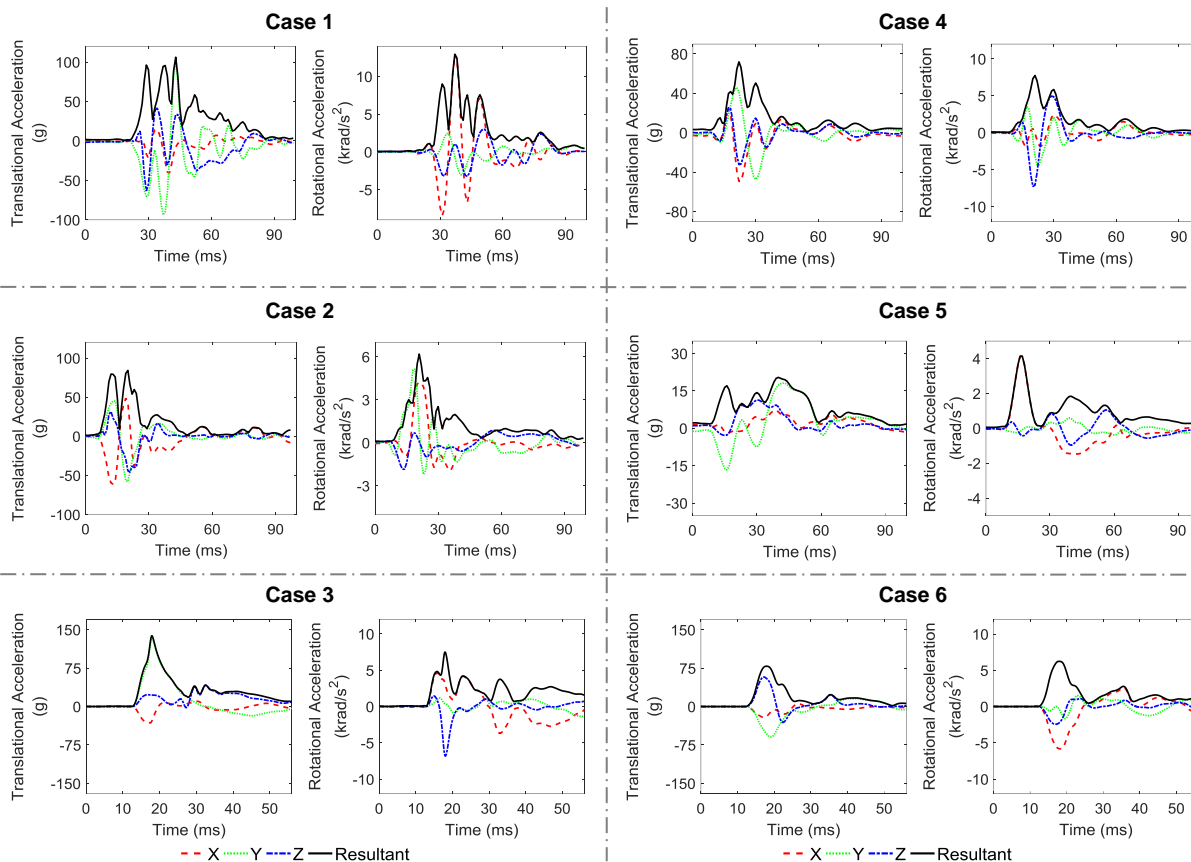 Case 1
Translational Acceleration
(g)
100
50
0
-50
-100
0 30 60 90
Time (ms)
Rotational Acceleration
(krad/s²)
10
5
0
-5
0 30 60 90
Time (ms)
Case 4
Translational Acceleration
(g)
80
40
0
-40
-80
0 30 60 90
Time (ms)
Rotational Acceleration
(krad/s²)
10
5
0
-5
-10
0 30 60 90
Time (ms)
Case 2
Translational Acceleration
(g)
100
50
0
-50
-100
0 30 60 90
Time (ms)
Rotational Acceleration
(krad/s²)
6
3
0
-3
0 30 60 90
Time (ms)
Case 5
Translational Acceleration
(g)
30
15
0
-15
-30
0 30 60 90
Time (ms)
Rotational Acceleration
(krad/s²)
4
2
0
-2
-4
0 30 60 90
Time (ms)
Case 3
Translational Acceleration
(g)
150
75
0
-75
-150
0 10 20 30 40 50
Time (ms)
Rotational Acceleration
(krad/s²)
10
5
0
-5
-10
0 10 20 30 40 50
Time (ms)
X Y Z Resultant
Case 6
Translational Acceleration
(g)
150
75
0
-75
-150
0 10 20 30 40 50
Time (ms)
Rotational Acceleration
(krad/s²)
10
5
0
-5
-10
0 10 20 30 40 50
Time (ms)
X Y Z Resultant